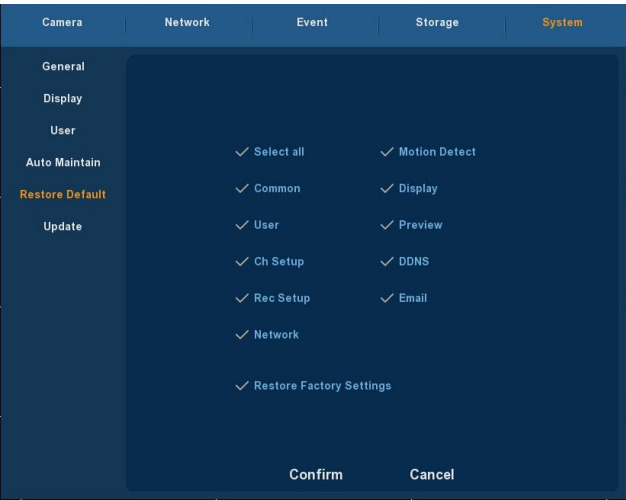 Camera Network Event Storage System
General
Display
User
Auto Maintain
Restore Default
Update
Select all Motion Detect
Common Display
User Preview
Ch Setup DDNS
Rec Setup Email
Network
Restore Factory Settings
Confirm Cancel